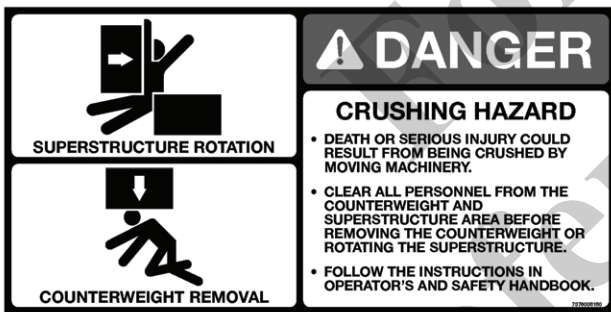 SUPERSTRUCTURE ROTATION
COUNTERWEIGHT REMOVAL
DANGER
CRUSHING HAZARD
• DEATH OR SERIOUS INJURY COULD
RESULT FROM BEING CRUSHED BY
MOVING MACHINERY.
• CLEAR ALL PERSONNEL FROM THE
COUNTERWEIGHT AND
SUPERSTRUCTURE AREA BEFORE
REMOVING THE COUNTERWEIGHT OR
ROTATING THE SUPERSTRUCTURE.
• FOLLOW THE INSTRUCTIONS IN
OPERATOR'S AND SAFETY HANDBOOK.